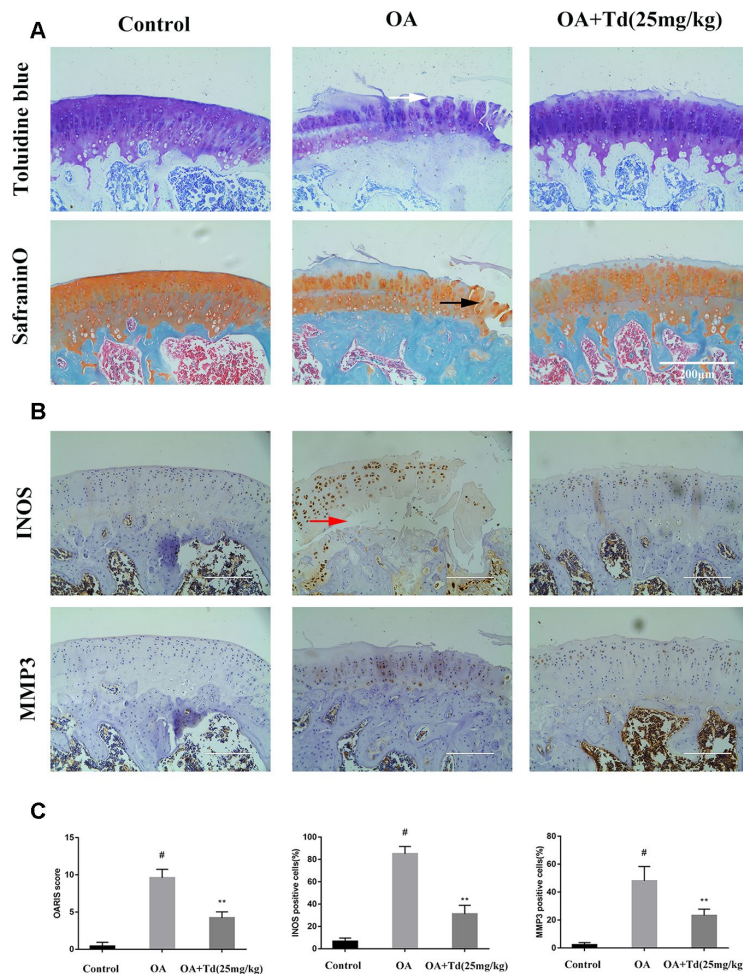 A
Control
OA
OA+Td(25mg/kg)
Toluidine blue
SafraninO
200μm
B
INOS
MMP3
C
OARIS score
15
10
5
0
#
**
Control
OA
OA+Td(25mg/kg)
INOS positive cells(%)
100
80
60
40
20
0
#
**
Control
OA
OA+Td(25mg/kg)
MMP3 positive cells(%)
80
60
40
20
0
#
**
Control
OA
OA+Td(25mg/kg)